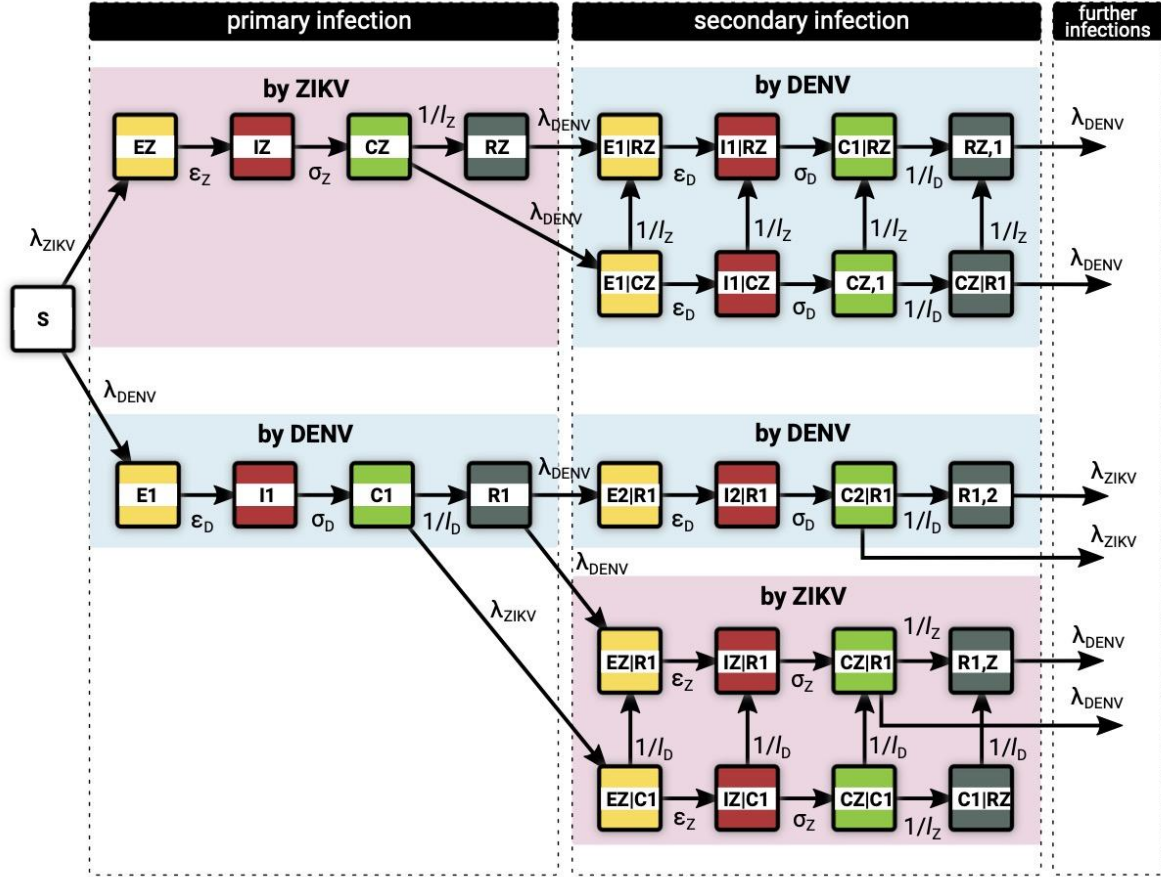 primary infection
secondary infection
further
infections
by ZIKV
by DENV
EZ
IZ
CZ
1/lZ
RZ
λDENV
E1|RZ
I1|RZ
C1|RZ
RZ,1
λDENV
εZ
σZ
εD
σD
1/lD
λZIKV
λDENV
1/lZ
1/lZ
1/lZ
1/lZ
S
E1|CZ
I1|CZ
CZ,1
CZ|R1
λDENV
εD
σD
1/lD
λDENV
by DENV
by DENV
E1
I1
C1
R1
λDENV
E2|R1
I2|R1
C2|R1
R1,2
λZIKV
εD
σD
1/lD
εD
σD
1/lD
λZIKV
λDENV
λZIKV
by ZIKV
EZ|R1
IZ|R1
CZ|R1
1/lZ
R1,Z
λDENV
εZ
σZ
λDENV
1/lD
1/lD
1/lD
1/lD
EZ|C1
IZ|C1
CZ|C1
C1|RZ
εZ
σZ
1/lZ